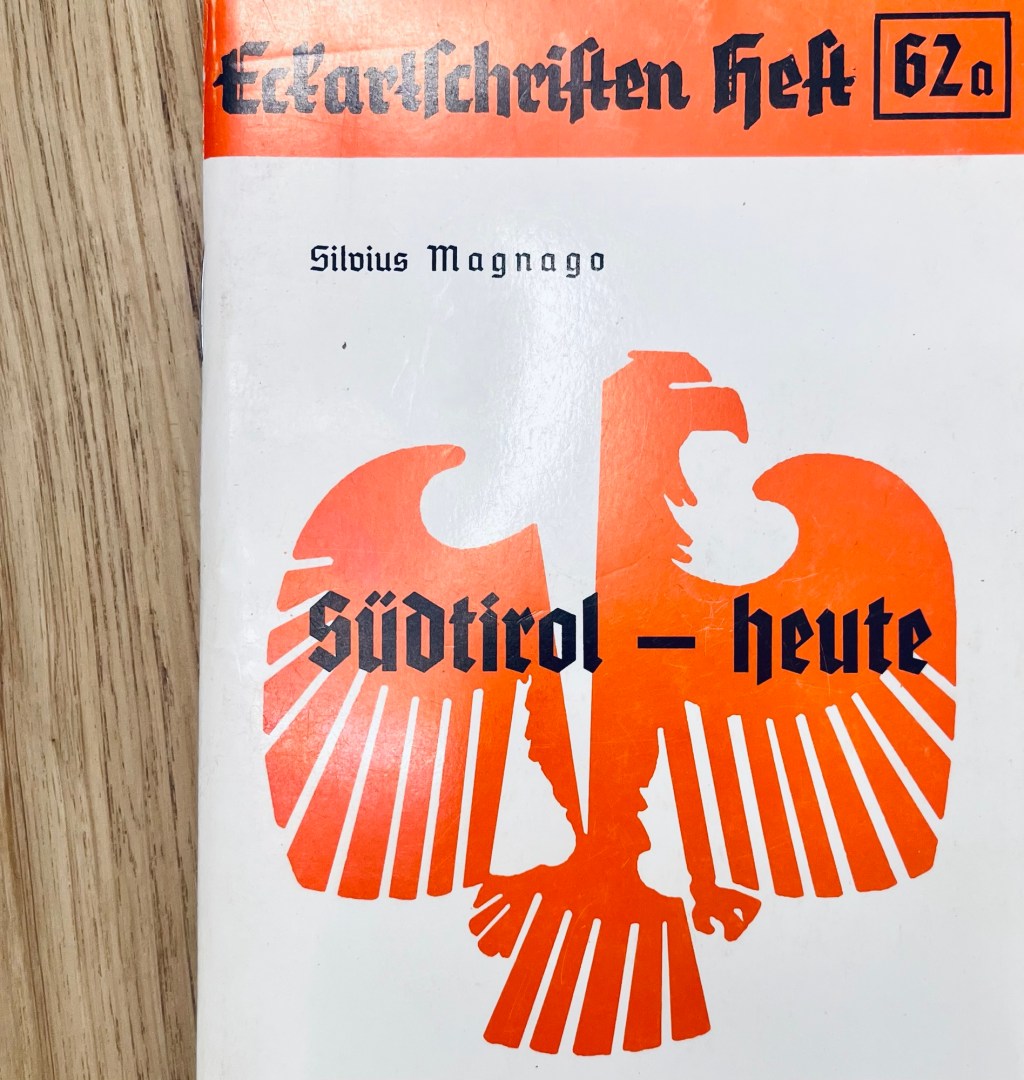 Eckartschriften Heft 62a
Silvius Magnago
Südtirol – heute